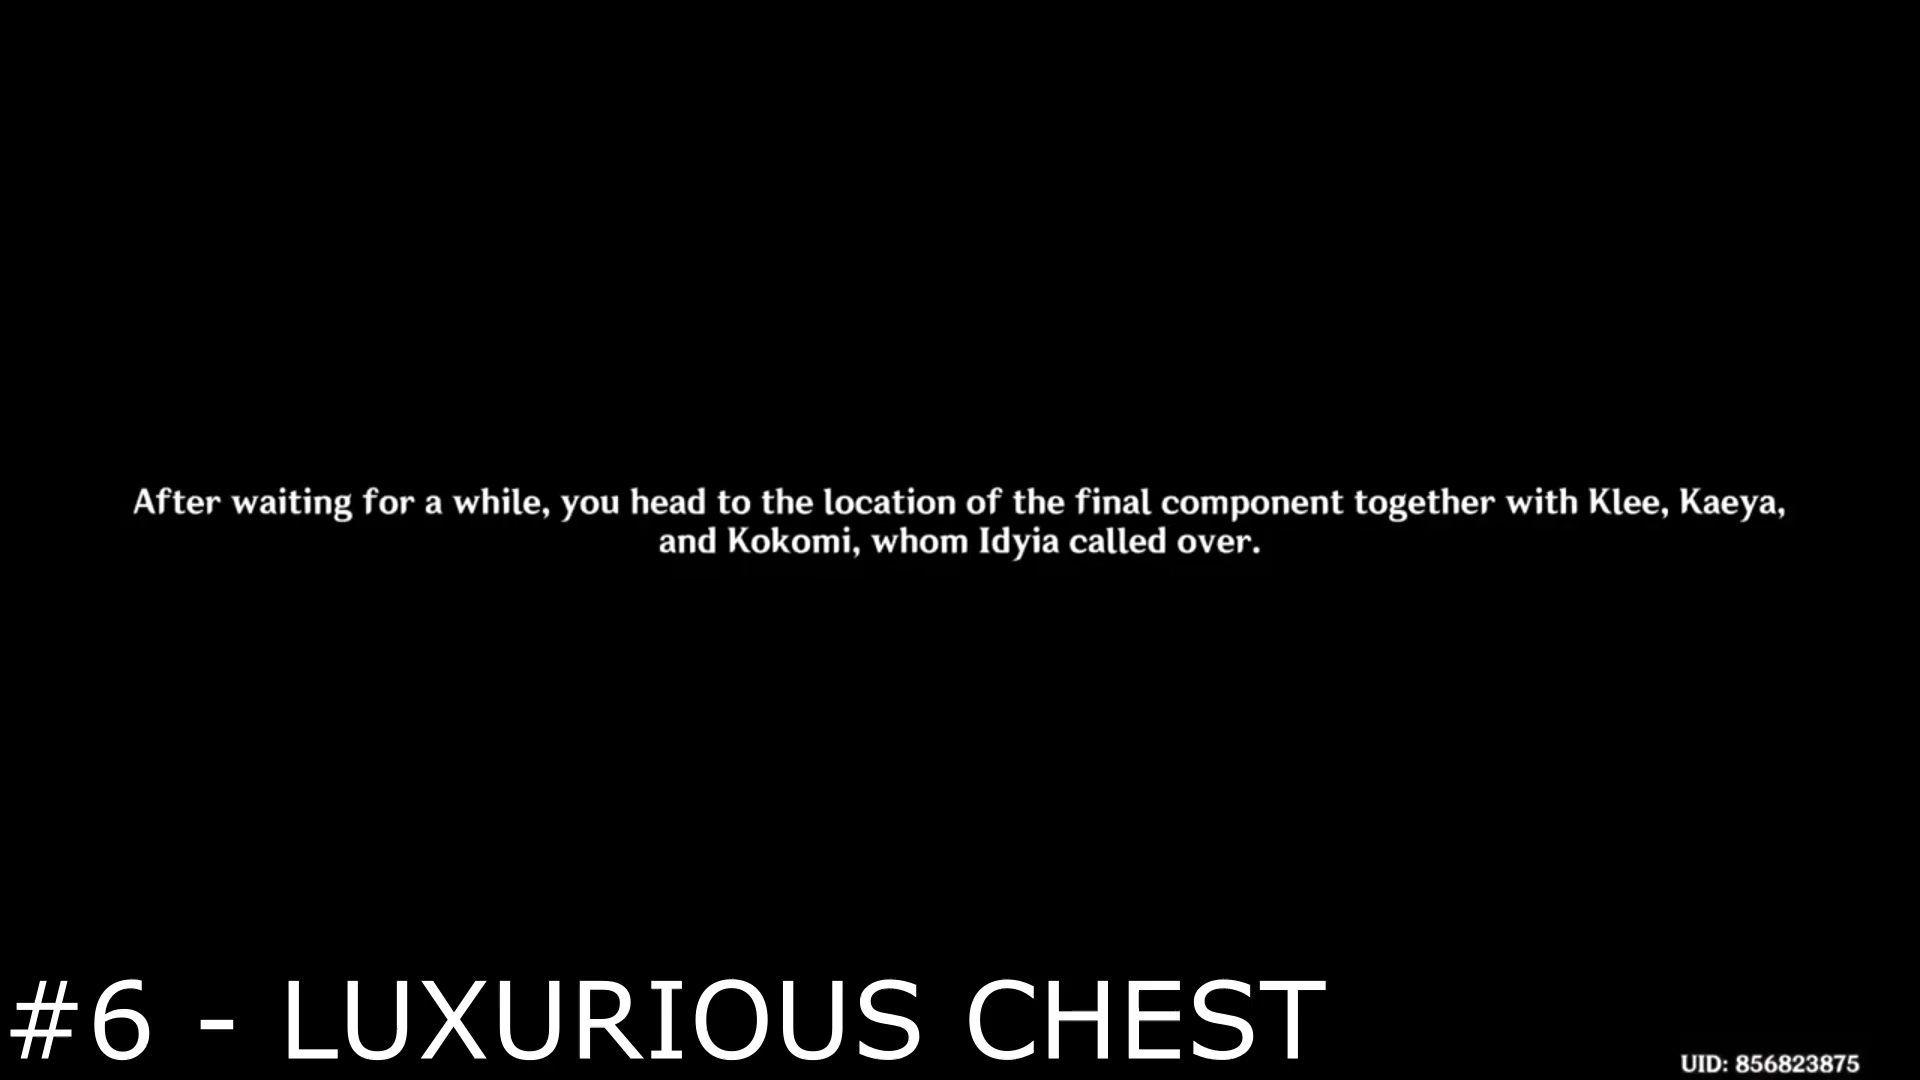 After waiting for a while, you head to the location of the final component together with Klee, Kaeya,
and Kokomi, whom Idyia called over.
#6 - LUXURIOUS CHEST
UID: 856823875